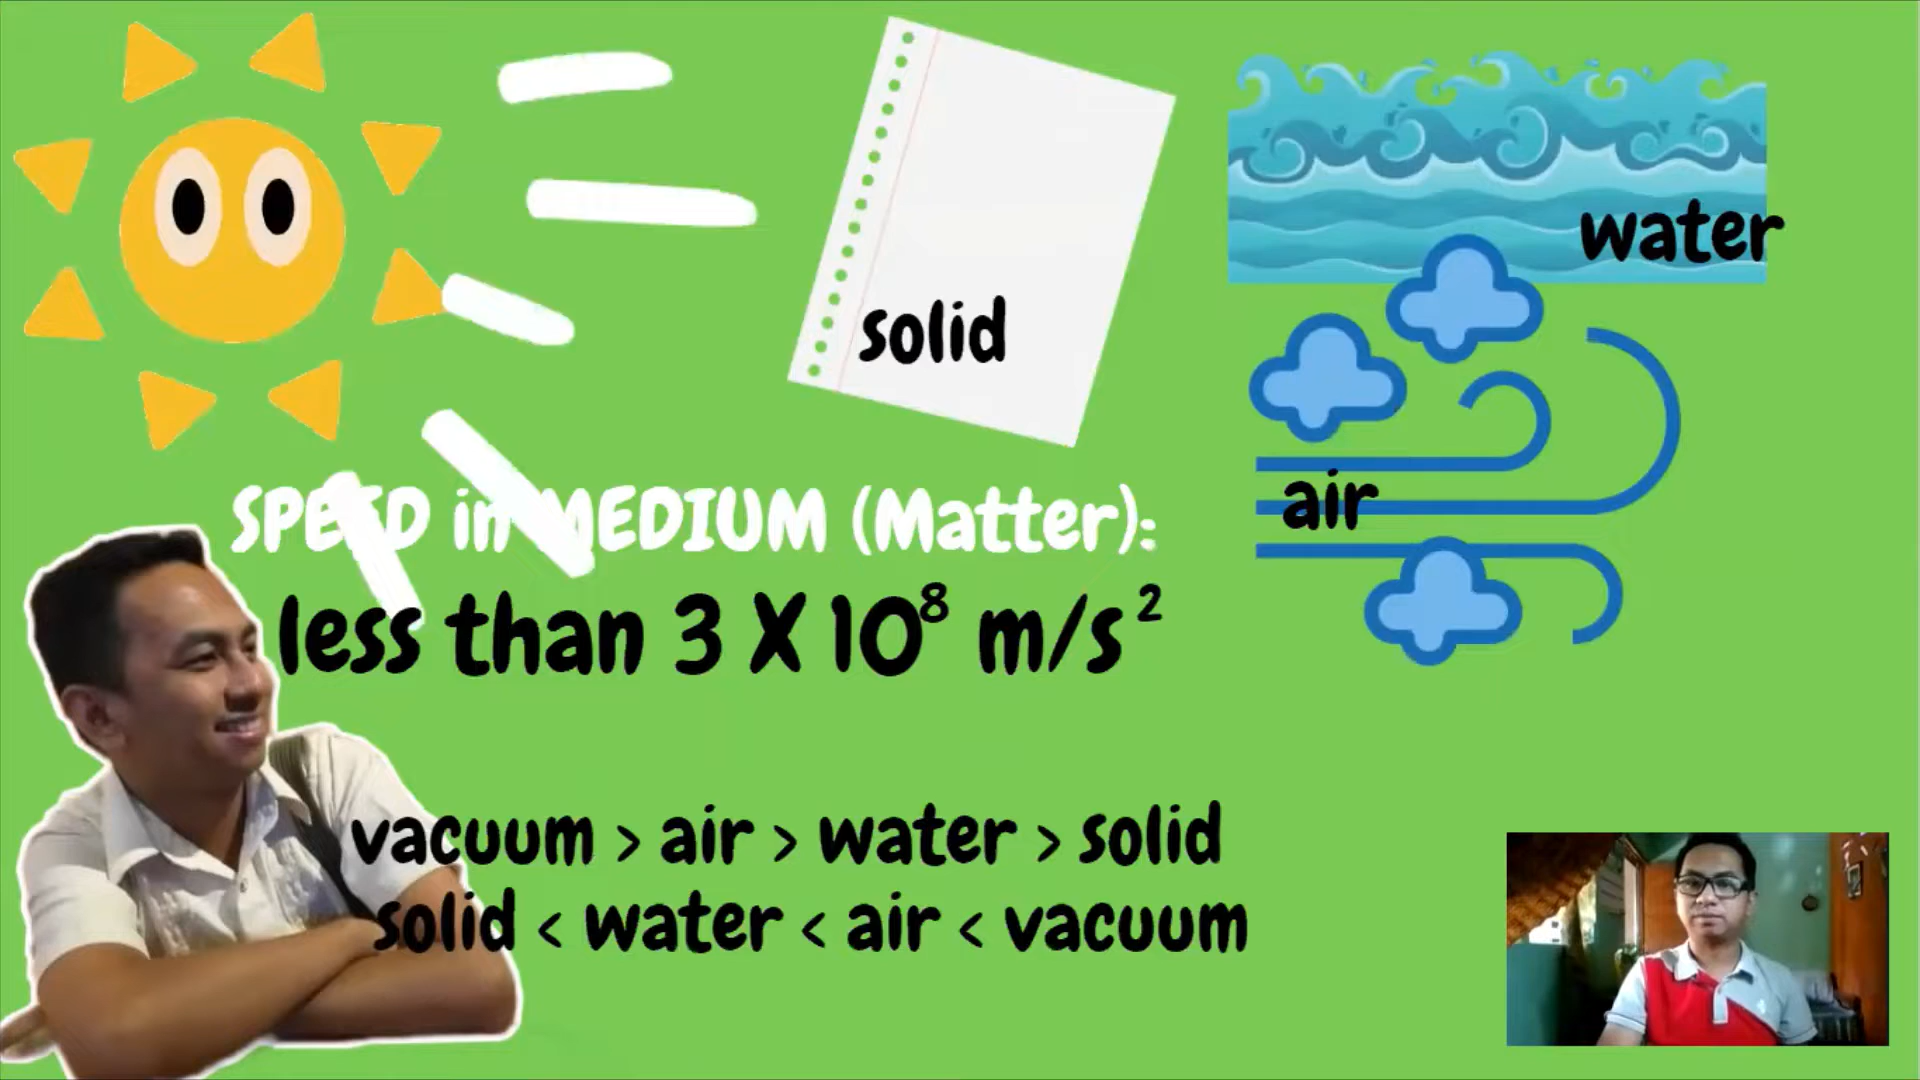 solid
water
air
SPEED in MEDIUM (Matter):
less than 3 X 10⁸ m/s²
vacuum > air > water > solid
solid < water < air < vacuum